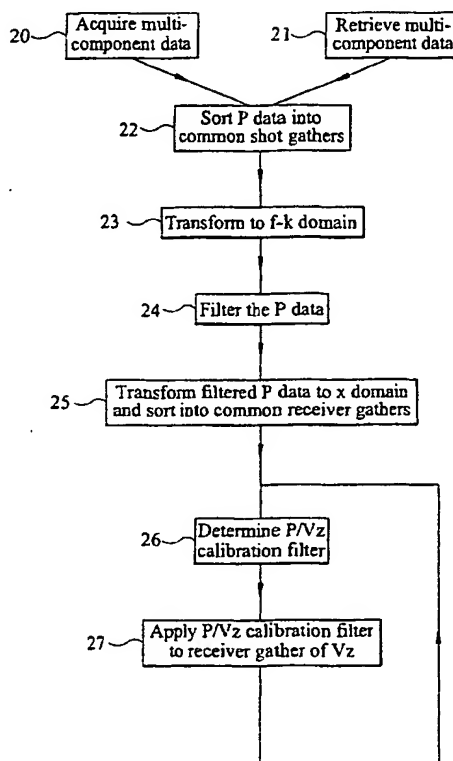 20
Acquire multi-
component data
21
Retrieve multi-
component data
22
Sort P data into
common shot gathers
23
Transform to f-k domain
24
Filter the P data
25
Transform filtered P data to x domain
and sort into common receiver gathers
26
Determine P/Vz
calibration filter
27
Apply P/Vz calibration filter
to receiver gather of Vz